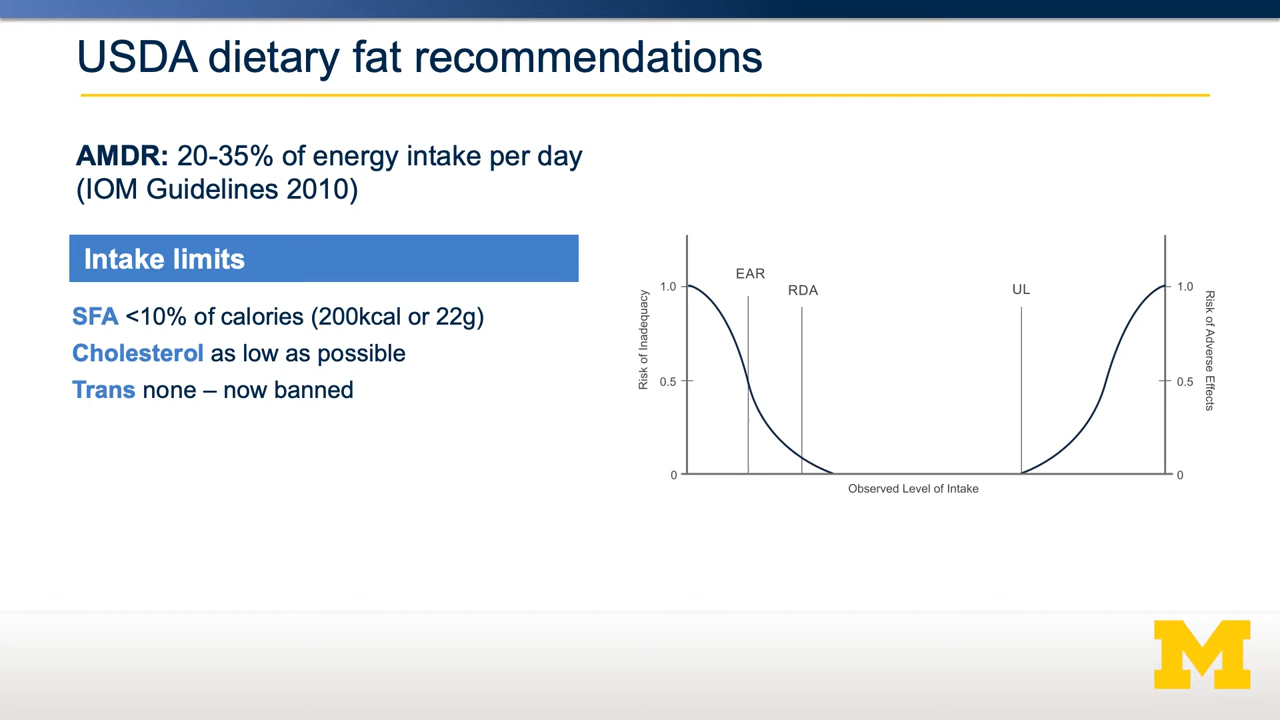 USDA dietary fat recommendations
AMDR: 20-35% of energy intake per day
(IOM Guidelines 2010)
Intake limits
SFA <10% of calories (200kcal or 22g)
Cholesterol as low as possible
Trans none – now banned
EAR
RDA
UL
1.0
0.5
0
Risk of Inadequacy
1.0
0.5
0
Risk of Adverse Effects
Observed Level of Intake
M